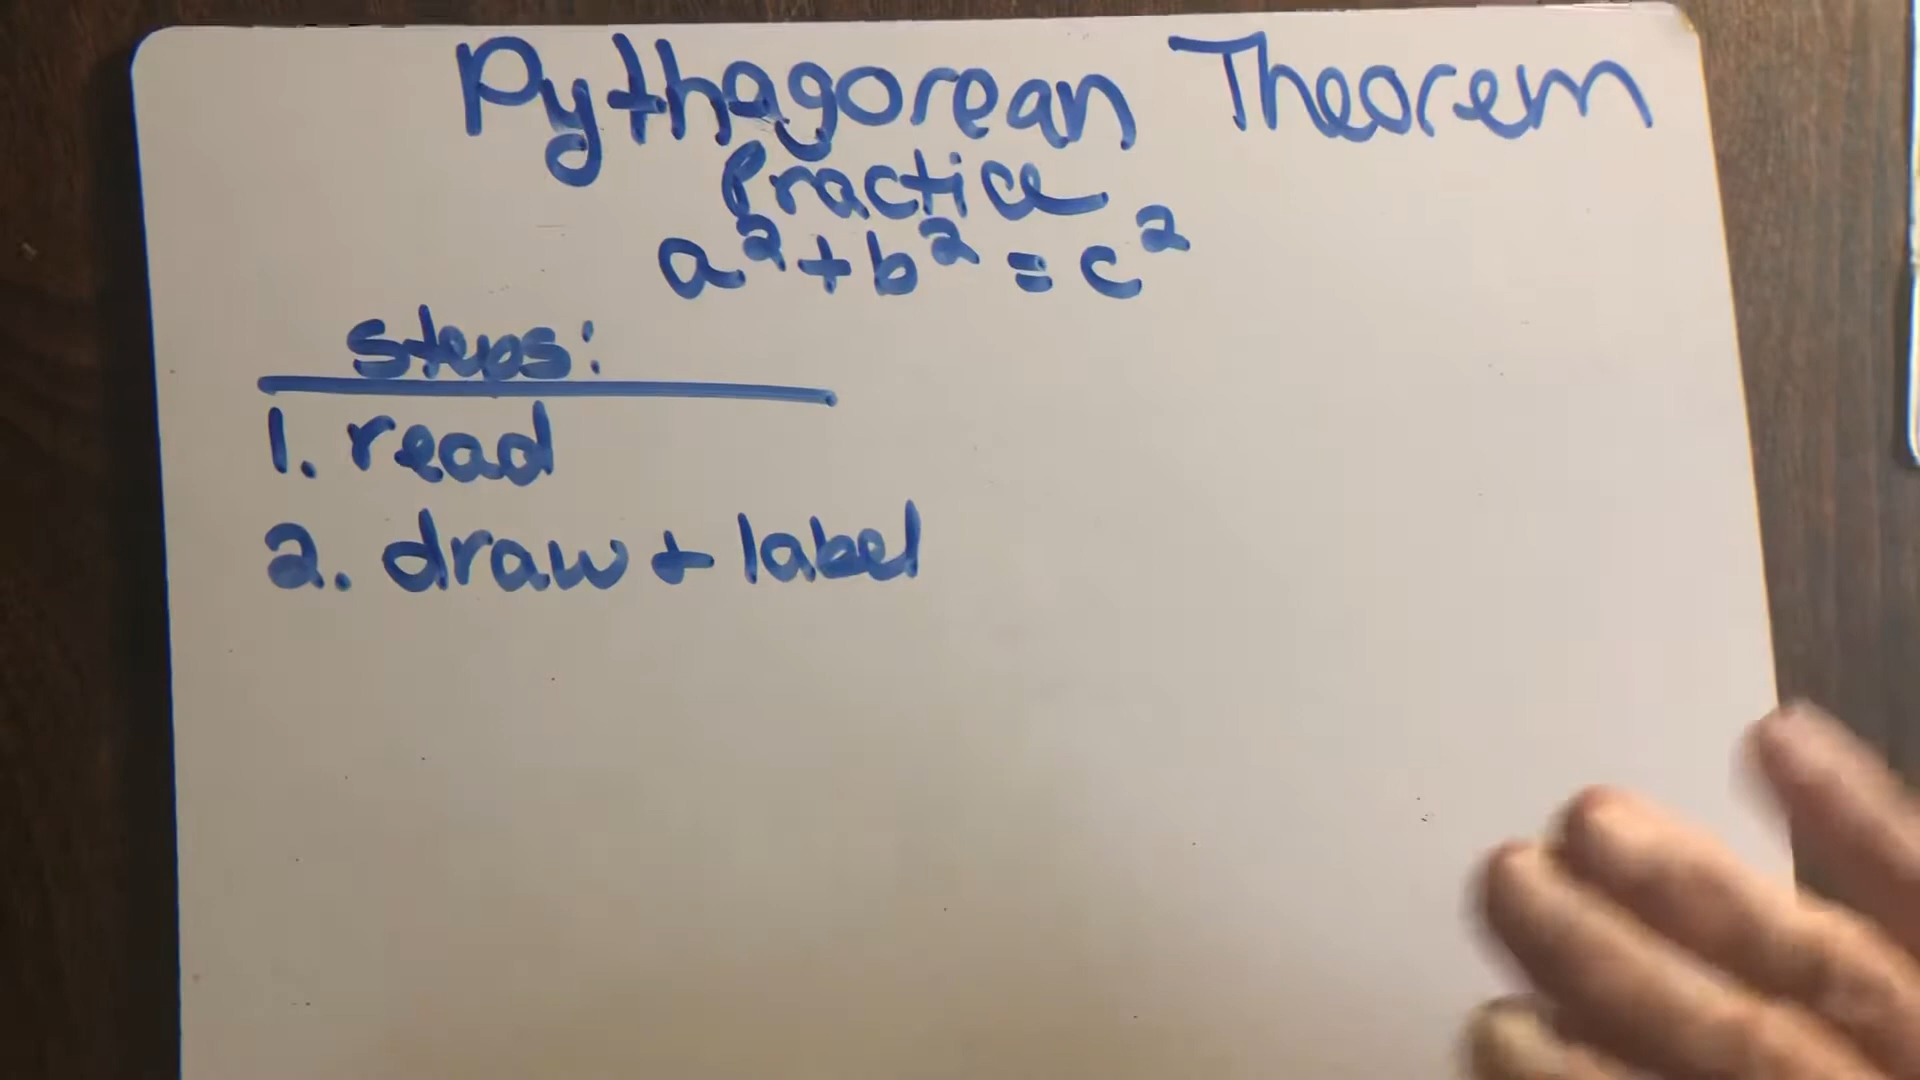 Pythagorean Theorem
Practice
a²+b²=c²
steps:
1. read
2. draw + label